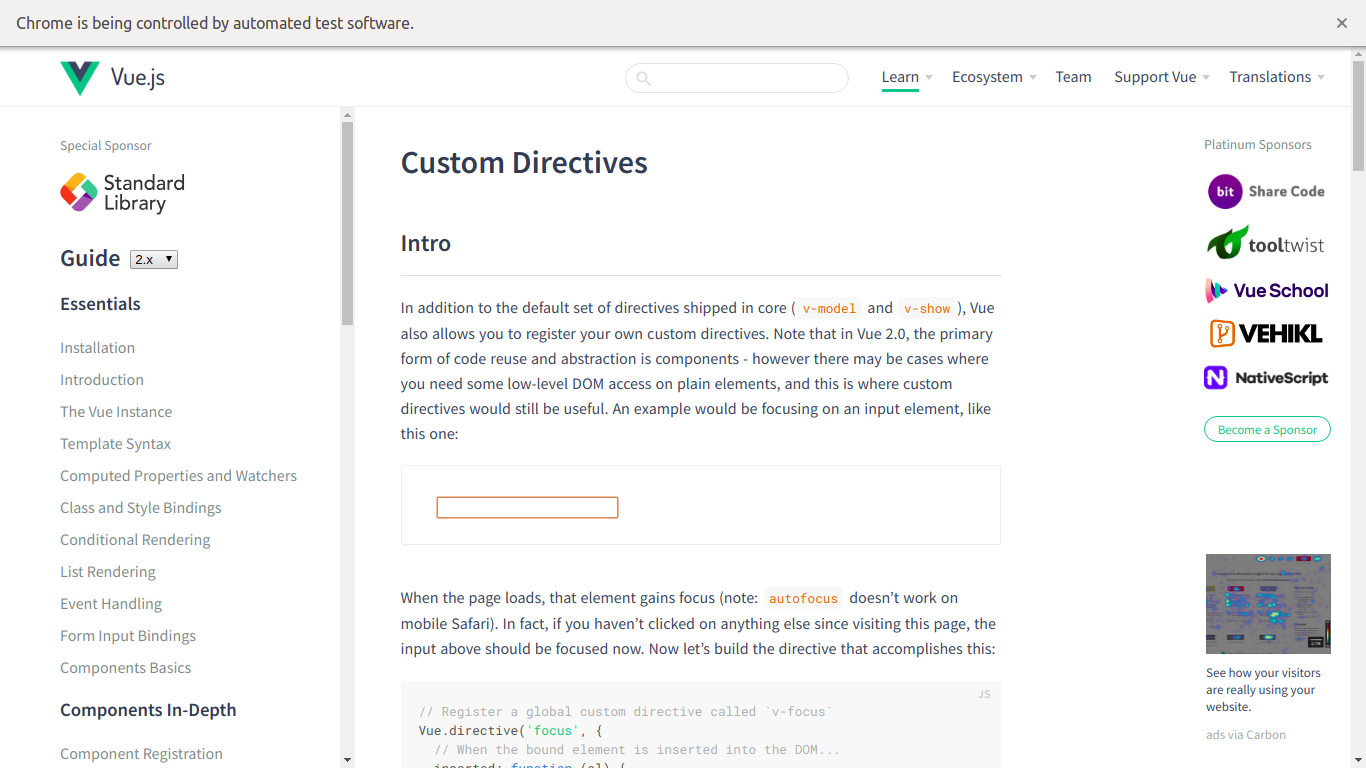 Chrome is being controlled by automated test software.
Vue.js
Learn
Ecosystem
Team
Support Vue
Translations
Special Sponsor
Standard
Library
Guide 2.x
Essentials
Installation
Introduction
The Vue Instance
Template Syntax
Computed Properties and Watchers
Class and Style Bindings
Conditional Rendering
List Rendering
Event Handling
Form Input Bindings
Components Basics
Components In-Depth
Component Registration
Custom Directives
Intro
In addition to the default set of directives shipped in core ( v-model and v-show ), Vue
also allows you to register your own custom directives. Note that in Vue 2.0, the primary
form of code reuse and abstraction is components - however there may be cases where
you need some low-level DOM access on plain elements, and this is where custom
directives would still be useful. An example would be focusing on an input element, like
this one:
When the page loads, that element gains focus (note: autofocus doesn’t work on
mobile Safari). In fact, if you haven’t clicked on anything else since visiting this page, the
input above should be focused now. Now let’s build the directive that accomplishes this:
JS
// Register a global custom directive called `v-focus`
Vue.directive('focus', {
// When the bound element is inserted into the DOM...
inserted: function (el) {
Platinum Sponsors
bit Share Code
tooltwist
Vue School
VEHIKL
NativeScript
Become a Sponsor
See how your visitors
are really using your
website.
ads via Carbon